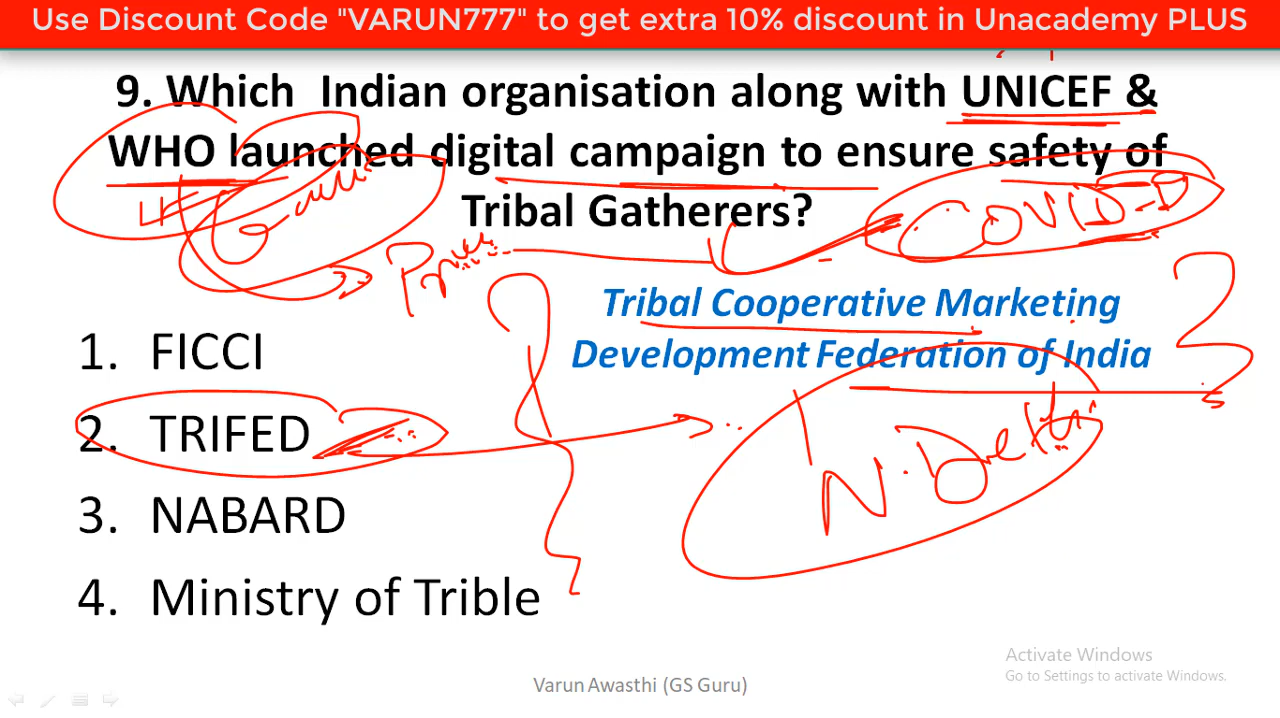 Use Discount Code "VARUN777" to get extra 10% discount in Unacademy PLUS
9. Which Indian organisation along with UNICEF &
WHO launched digital campaign to ensure safety of
Tribal Gatherers?
COVID-19
Tribal Cooperative Marketing
Development Federation of India
1. FICCI
2. TRIFED
N.Delhi
3. NABARD
4. Ministry of Trible
Activate Windows
Go to Settings to activate Windows.
Varun Awasthi (GS Guru)